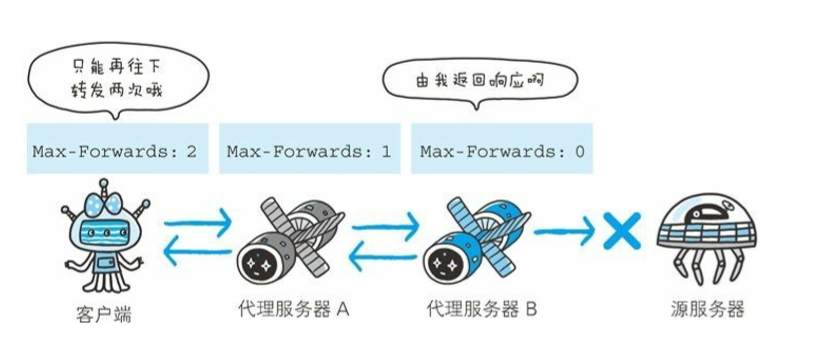 只能再往下
转发两次哦
由我返回响应啊
Max-Forwards: 2
Max-Forwards: 1
Max-Forwards: 0
客户端
代理服务器 A
代理服务器 B
源服务器